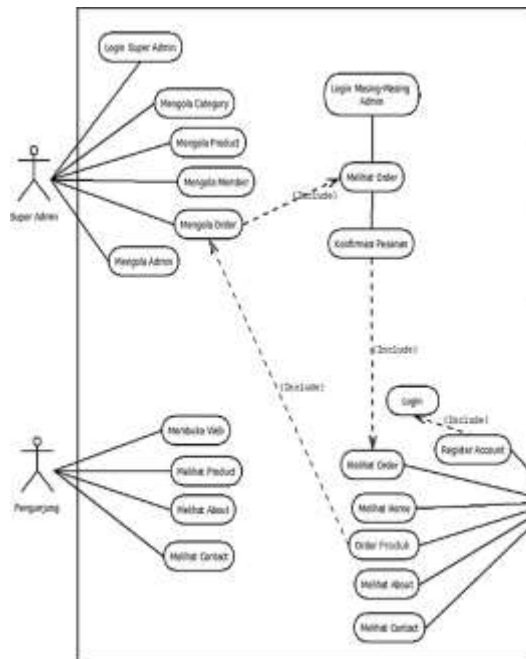 Login Super Admin
Mengola Category
Mengola Product
Mengola Member
Mengola Order
Mengola Admin
Super Admin
Login Masing-Masing
Admin
Melihat Order
(Include)
Konfirmasi Pesanan
(Include)
(Include)
Login
(Include)
Register Account
Membuka Web
Melihat Product
Melihat About
Melihat Contact
Pengunjung
Melihat Order
Melihat Home
Order Produk
Melihat About
Melihat Contact